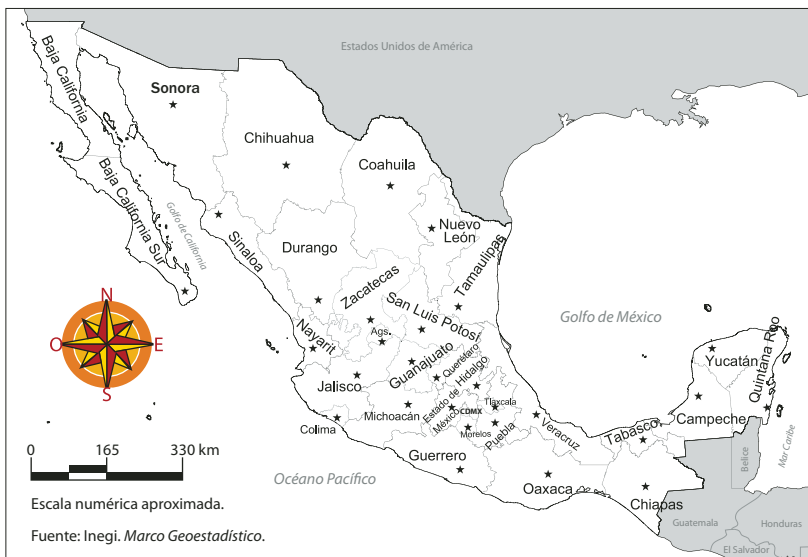 Estados Unidos de América
Baja California
Sonora
Chihuahua
Coahuila
Baja California Sur
Golfo de California
Sinaloa
Nuevo
León
Durango
Tamaulipas
Zacatecas
San Luis Potosí
N
O
E
S
Nayarit
Ags.
Golfo de México
Guanajuato
Querétaro
Hidalgo
Yucatán
Quintana Roo
Jalisco
Estado de
México
CDMX
Tlaxcala
Michoacán
Colima
Morelos
Puebla
Veracruz
Tabasco
Campeche
Guerrero
Oaxaca
Chiapas
Belice
Mar Caribe
Océano Pacífico
Guatemala
Honduras
El Salvador
0 165 330 km
Escala numérica aproximada.
Fuente: Inegi. Marco Geoestadístico.